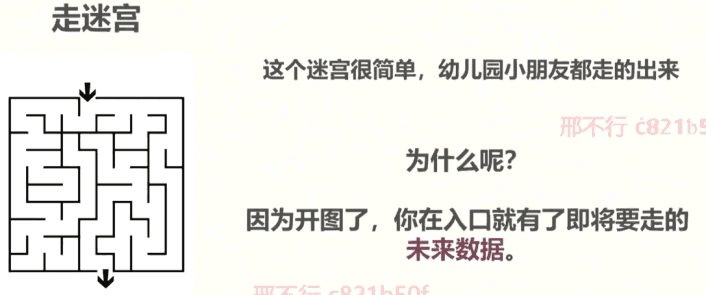 走迷宫
这个迷宫很简单，幼儿园小朋友都走的出来
邢不行 c821b5
为什么呢？
因为开图了，你在入口就有了即将要走的
未来数据。
邢不行 c821b50f